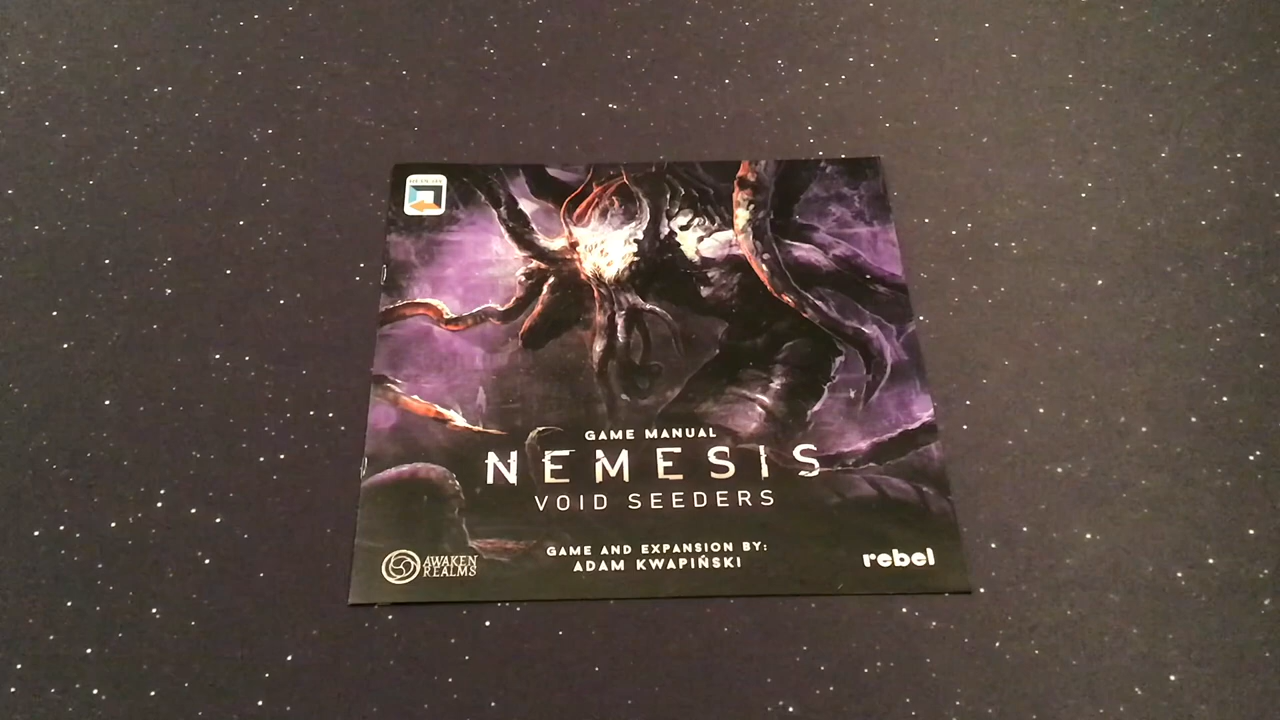 GAME MANUAL
NEMESIS
VOID SEEDERS
GAME AND EXPANSION BY:
ADAM KWAPIŃSKI
AWAKEN
REALMS
rebel